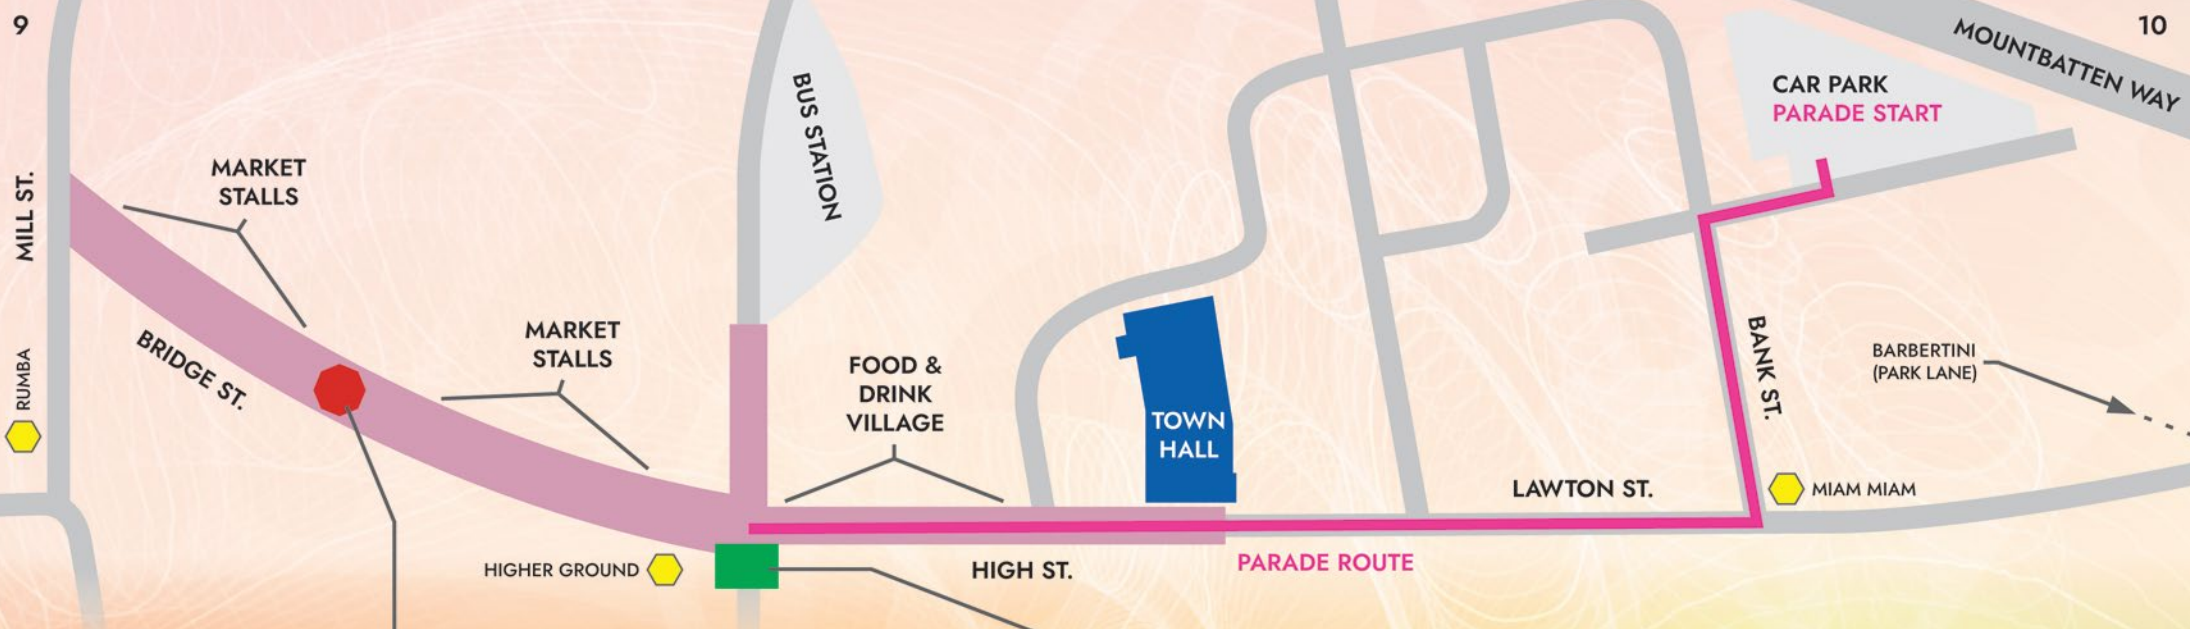 9
10
MOUNTBATTEN WAY
CAR PARK
PARADE START
BUS STATION
MARKET
STALLS
MILL ST.
RUMBA
BRIDGE ST.
MARKET
STALLS
FOOD &
DRINK
VILLAGE
TOWN
HALL
BANK ST.
BARBERTINI
(PARK LANE)
LAWTON ST.
MIAM MIAM
HIGHER GROUND
HIGH ST.
PARADE ROUTE